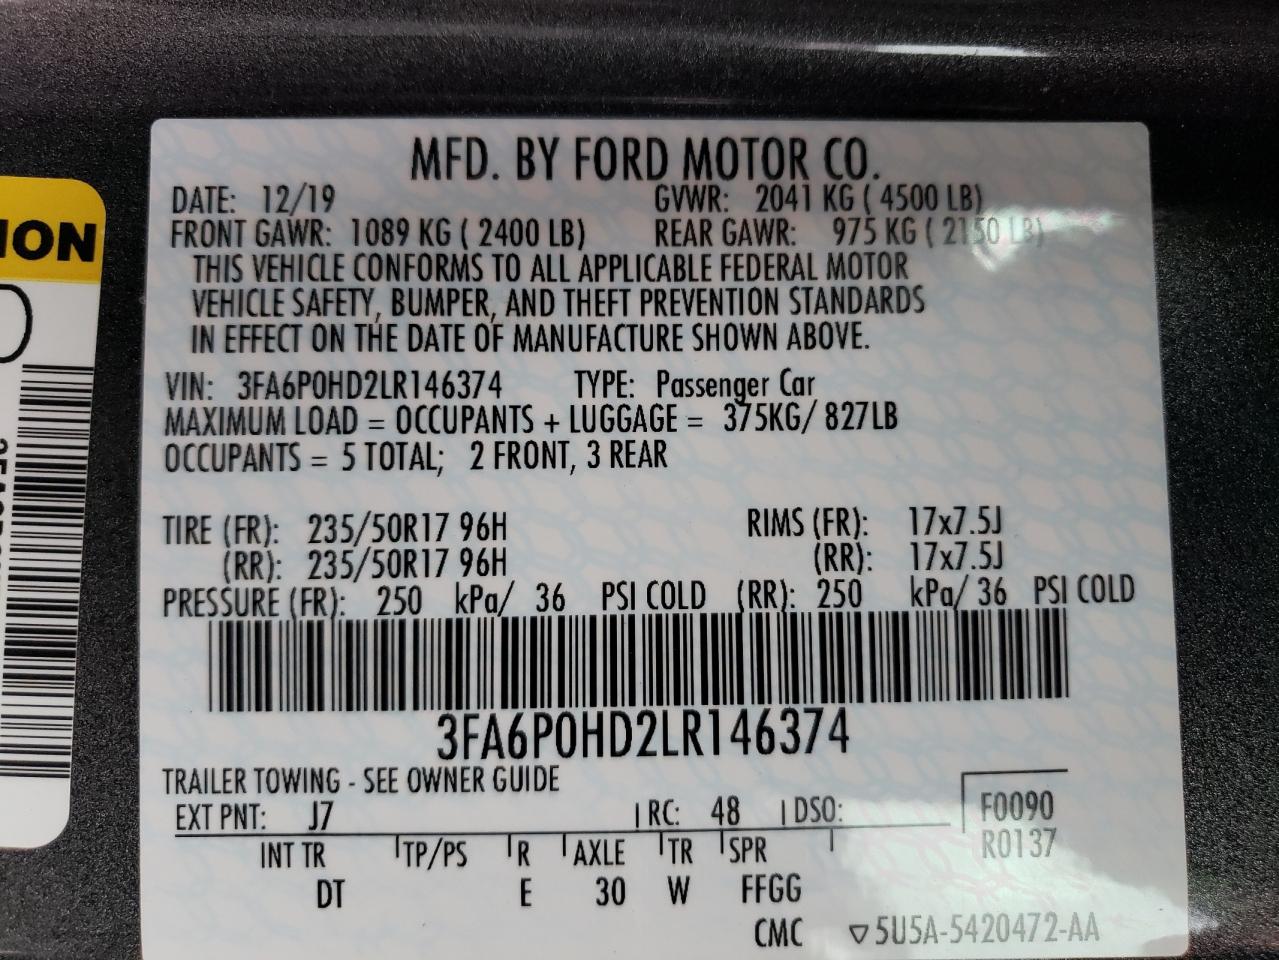 MFD. BY FORD MOTOR CO.
DATE: 12/19 GVWR: 2041 KG ( 4500 LB)
FRONT GAWR: 1089 KG ( 2400 LB) REAR GAWR: 975 KG ( 2150 LB)
THIS VEHICLE CONFORMS TO ALL APPLICABLE FEDERAL MOTOR
VEHICLE SAFETY, BUMPER, AND THEFT PREVENTION STANDARDS
IN EFFECT ON THE DATE OF MANUFACTURE SHOWN ABOVE.
VIN: 3FA6P0HD2LR146374 TYPE: Passenger Car
MAXIMUM LOAD = OCCUPANTS + LUGGAGE = 375KG/ 827LB
OCCUPANTS = 5 TOTAL; 2 FRONT, 3 REAR
TIRE (FR): 235/50R17 96H RIMS (FR): 17x7.5J
(RR): 235/50R17 96H (RR): 17x7.5J
PRESSURE (FR): 250 kPa/ 36 PSI COLD (RR): 250 kPa/ 36 PSI COLD
3FA6P0HD2LR146374
TRAILER TOWING - SEE OWNER GUIDE
EXT PNT: J7 RC: 48 DSO: F0090
R0137
INT TR TP/PS R AXLE TR SPR
DT E 30 W FFGG
CMC ▽5U5A-5420472-AA
ION